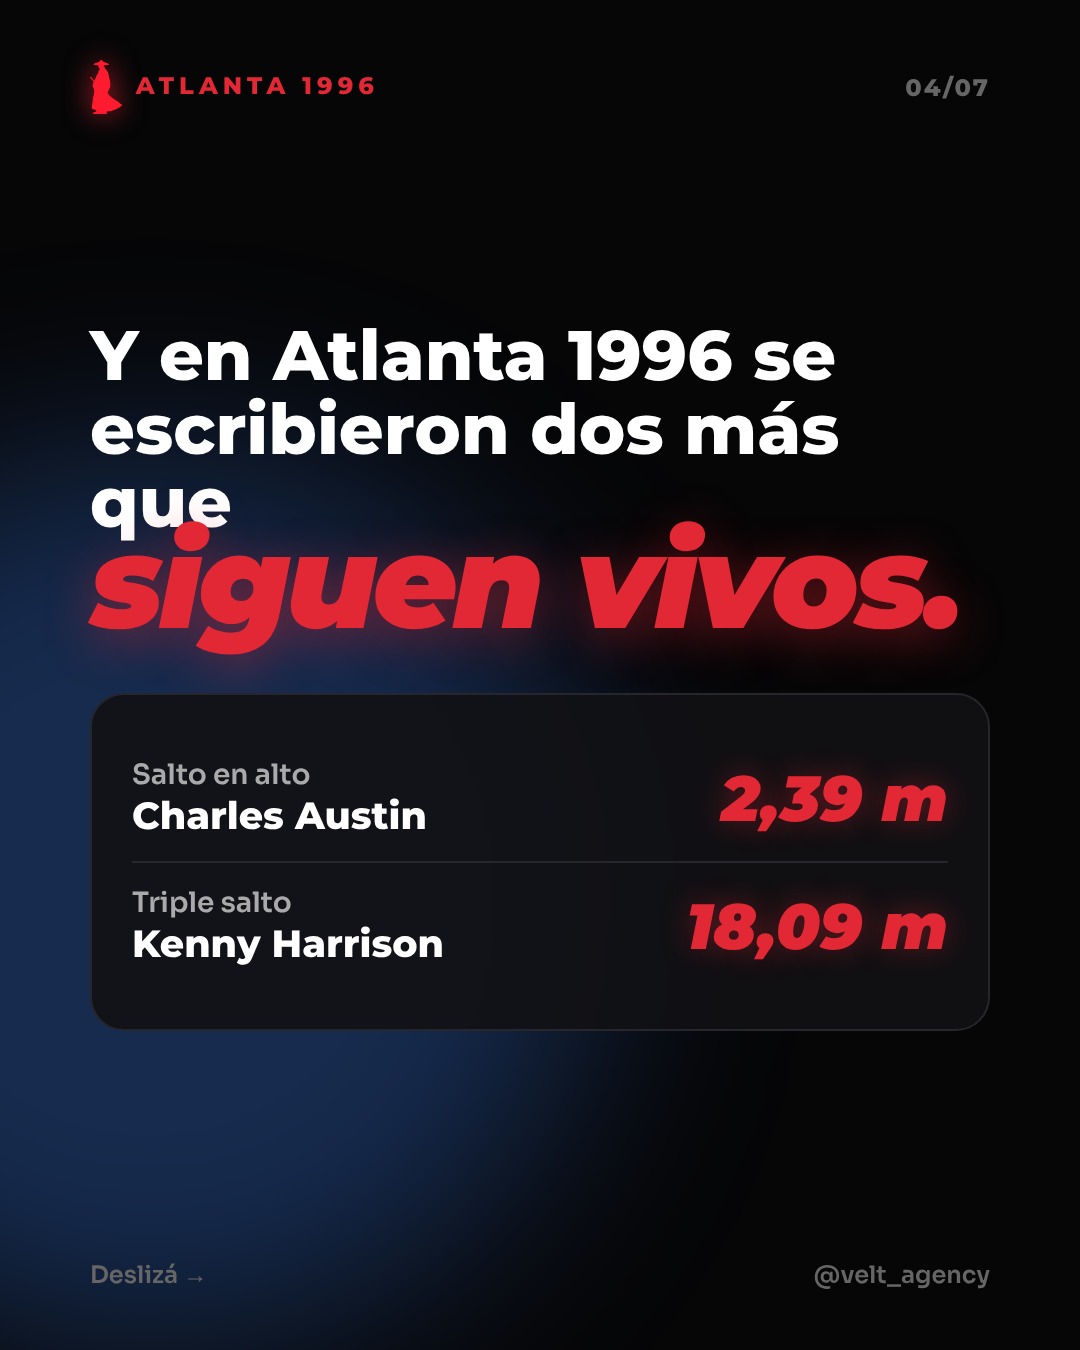 ATLANTA 1996
04/07
Y en Atlanta 1996 se
escribieron dos más
que
siguen vivos.
Salto en alto
Charles Austin
2,39 m
Triple salto
Kenny Harrison
18,09 m
Deslizá →
@velt_agency